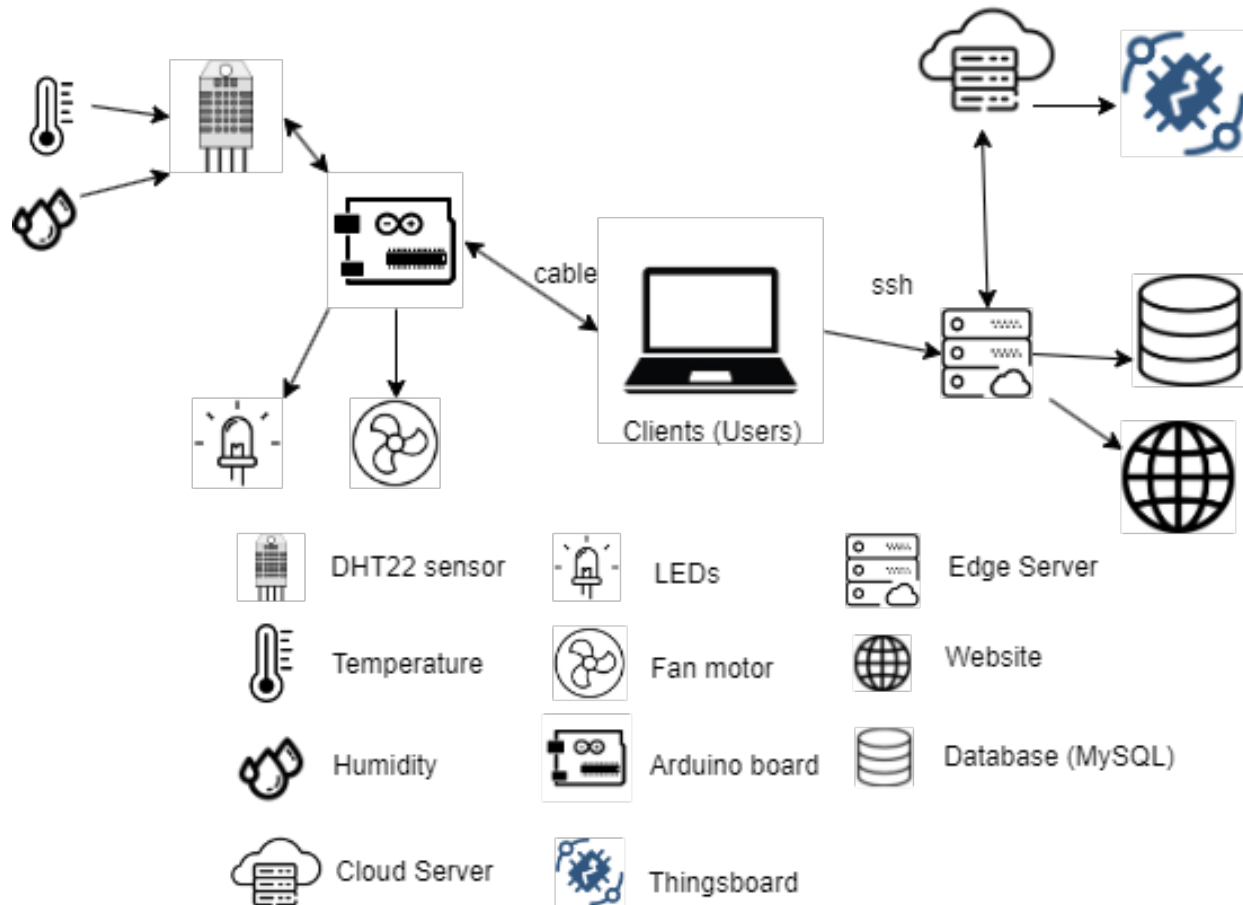 cable
ssh
Clients (Users)
DHT22 sensor
LEDs
Edge Server
Temperature
Fan motor
Website
Humidity
Arduino board
Database (MySQL)
Cloud Server
Thingsboard